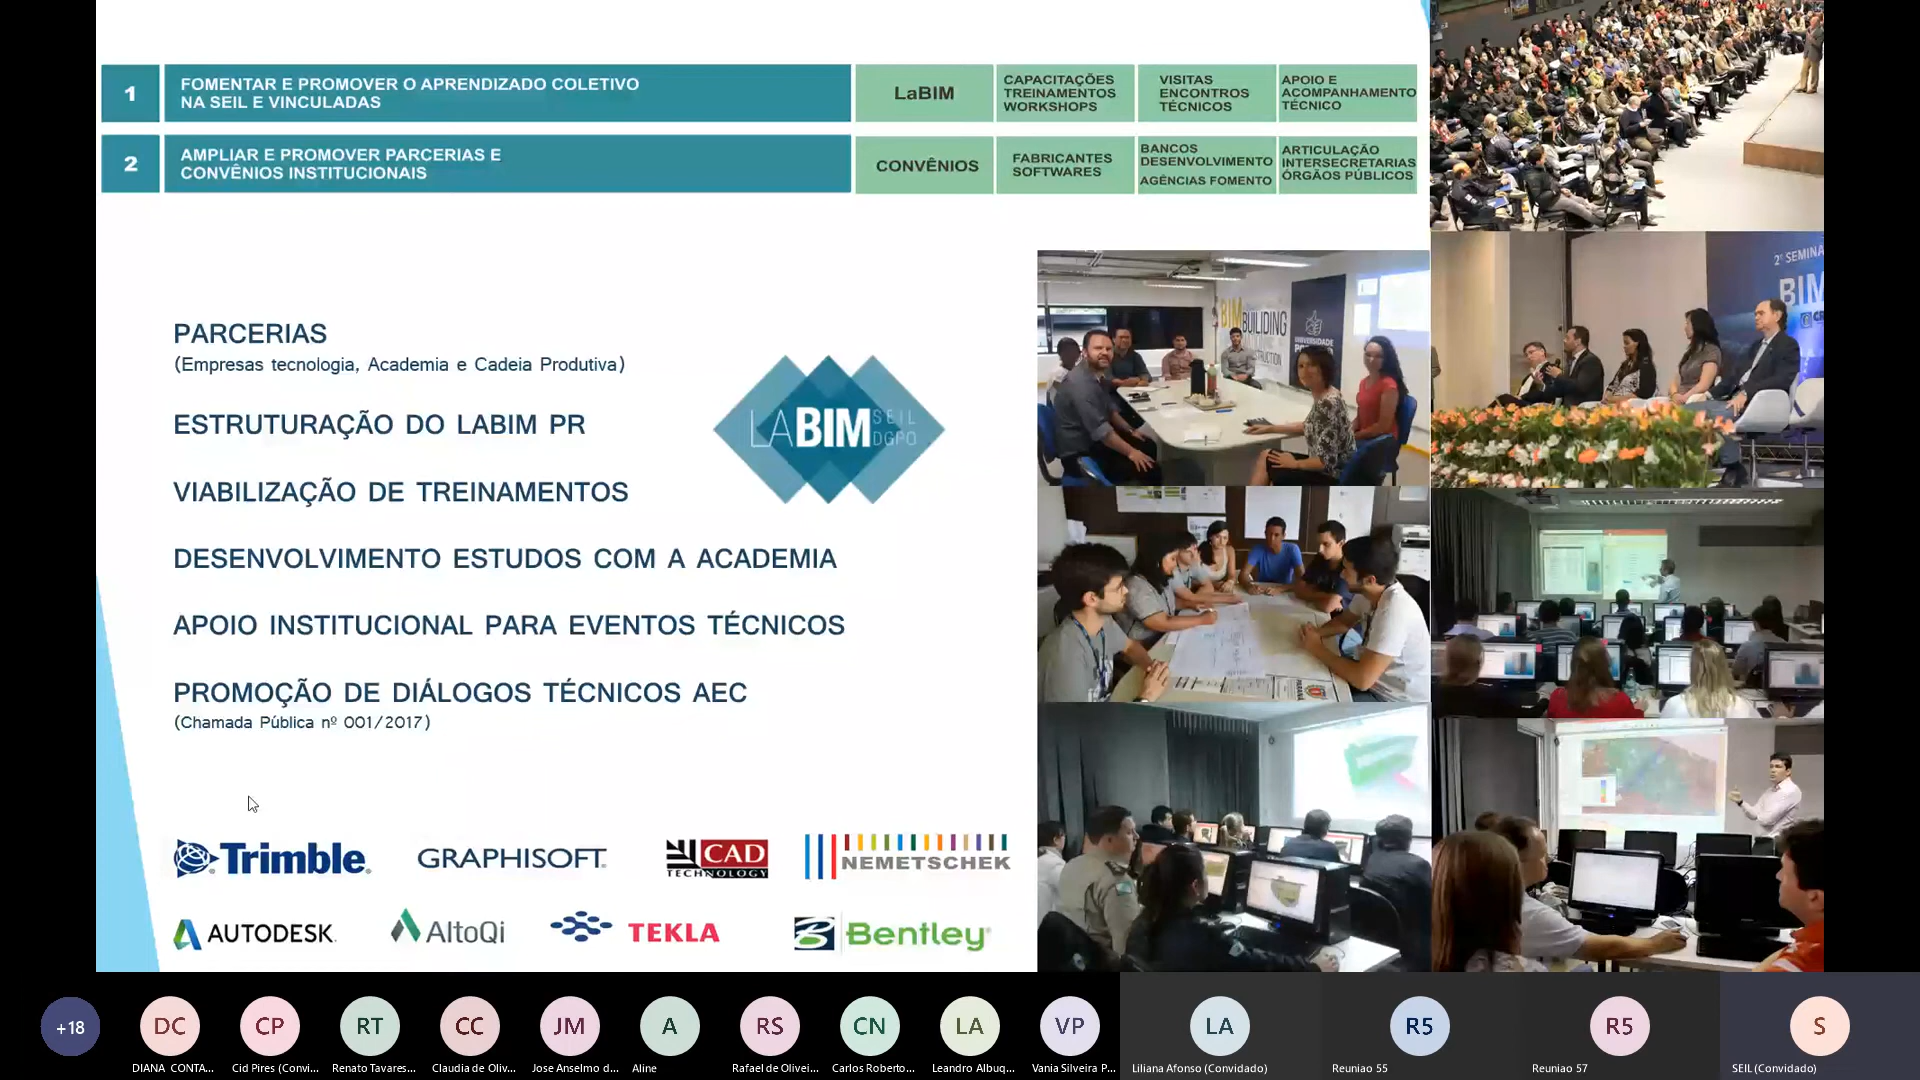 1
FOMENTAR E PROMOVER O APRENDIZADO COLETIVO
NA SEIL E VINCULADAS
LaBIM
CAPACITAÇÕES
TREINAMENTOS
WORKSHOPS
VISITAS
ENCONTROS
TÉCNICOS
APOIO E
ACOMPANHAMENTO
TÉCNICO
2
AMPLIAR E PROMOVER PARCERIAS E
CONVÊNIOS INSTITUCIONAIS
CONVÊNIOS
FABRICANTES
SOFTWARES
BANCOS
DESENVOLVIMENTO
AGÊNCIAS FOMENTO
ARTICULAÇÃO
INTERSECRETARIAS
ÓRGÃOS PÚBLICOS
PARCERIAS
(Empresas tecnologia, Academia e Cadeia Produtiva)
ESTRUTURAÇÃO DO LABIM PR
VIABILIZAÇÃO DE TREINAMENTOS
DESENVOLVIMENTO ESTUDOS COM A ACADEMIA
APOIO INSTITUCIONAL PARA EVENTOS TÉCNICOS
PROMOÇÃO DE DIÁLOGOS TÉCNICOS AEC
(Chamada Pública nº 001/2017)
LABIM SEIL
DGPO
BIM
BUILIDING
UNIVERSIDADE
2º SEMINA
BIM
Trimble
GRAPHISOFT
CAD
TECHNOLOGY
NEMETSCHEK
AUTODESK
AltoQi
TEKLA
Bentley
+18
DC
CP
RT
CC
JM
A
RS
CN
LA
VP
LA
R5
R5
S
DIANA CONTA...
Cid Pires (Convi...
Renato Tavares...
Claudia de Oliv...
Jose Anselmo d...
Aline
Rafael de Olivei...
Carlos Roberto...
Leandro Albuq...
Vania Silveira P...
Liliana Afonso (Convidado)
Reuniao 55
Reuniao 57
SEIL (Convidado)